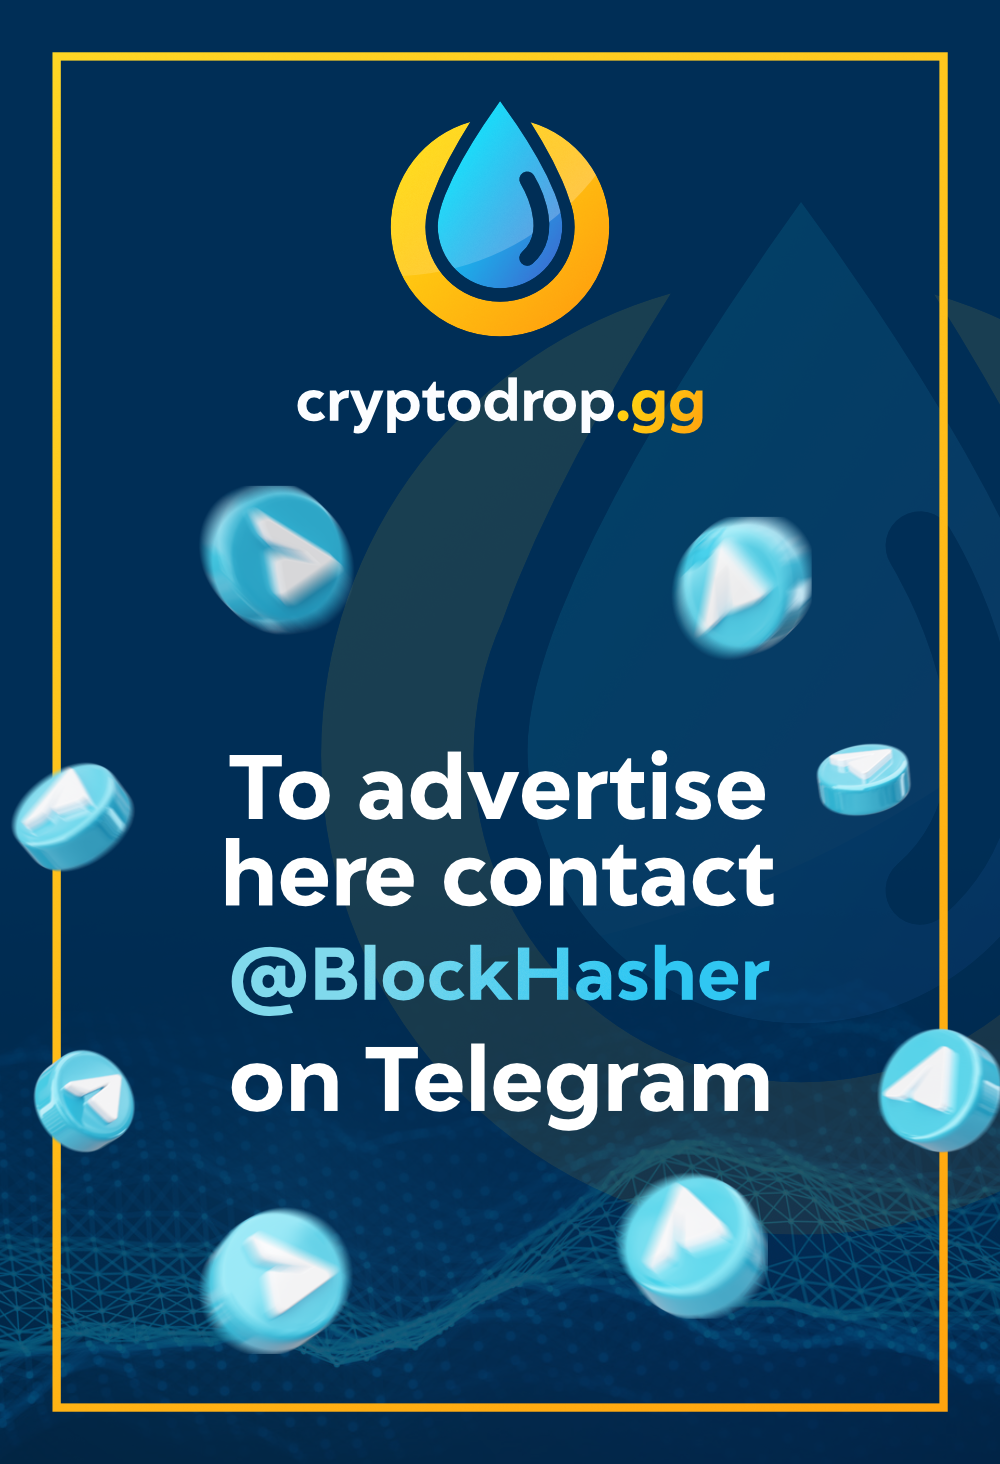 cryptodrop.gg
To advertise
here contact
@BlockHasher
on Telegram